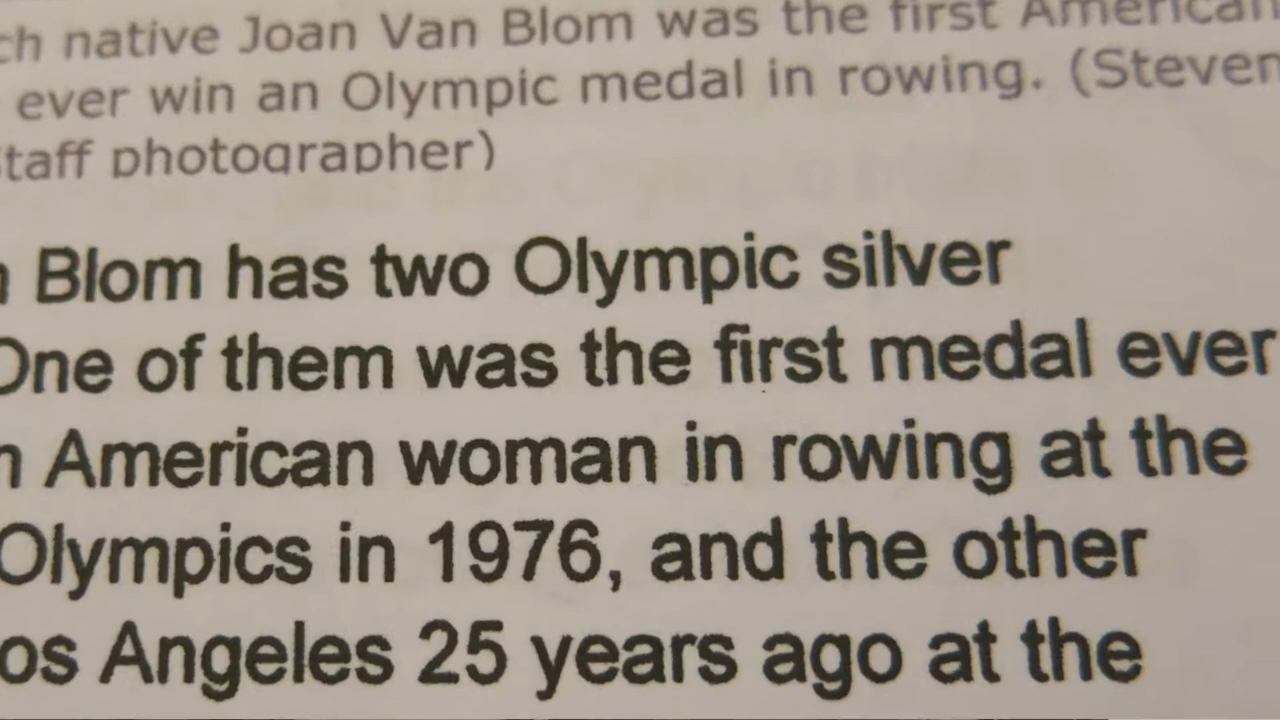 ch native Joan Van Blom was the first American
ever win an Olympic medal in rowing. (Steven
taff photographer)
n Blom has two Olympic silver
One of them was the first medal ever
n American woman in rowing at the
Olympics in 1976, and the other
os Angeles 25 years ago at the